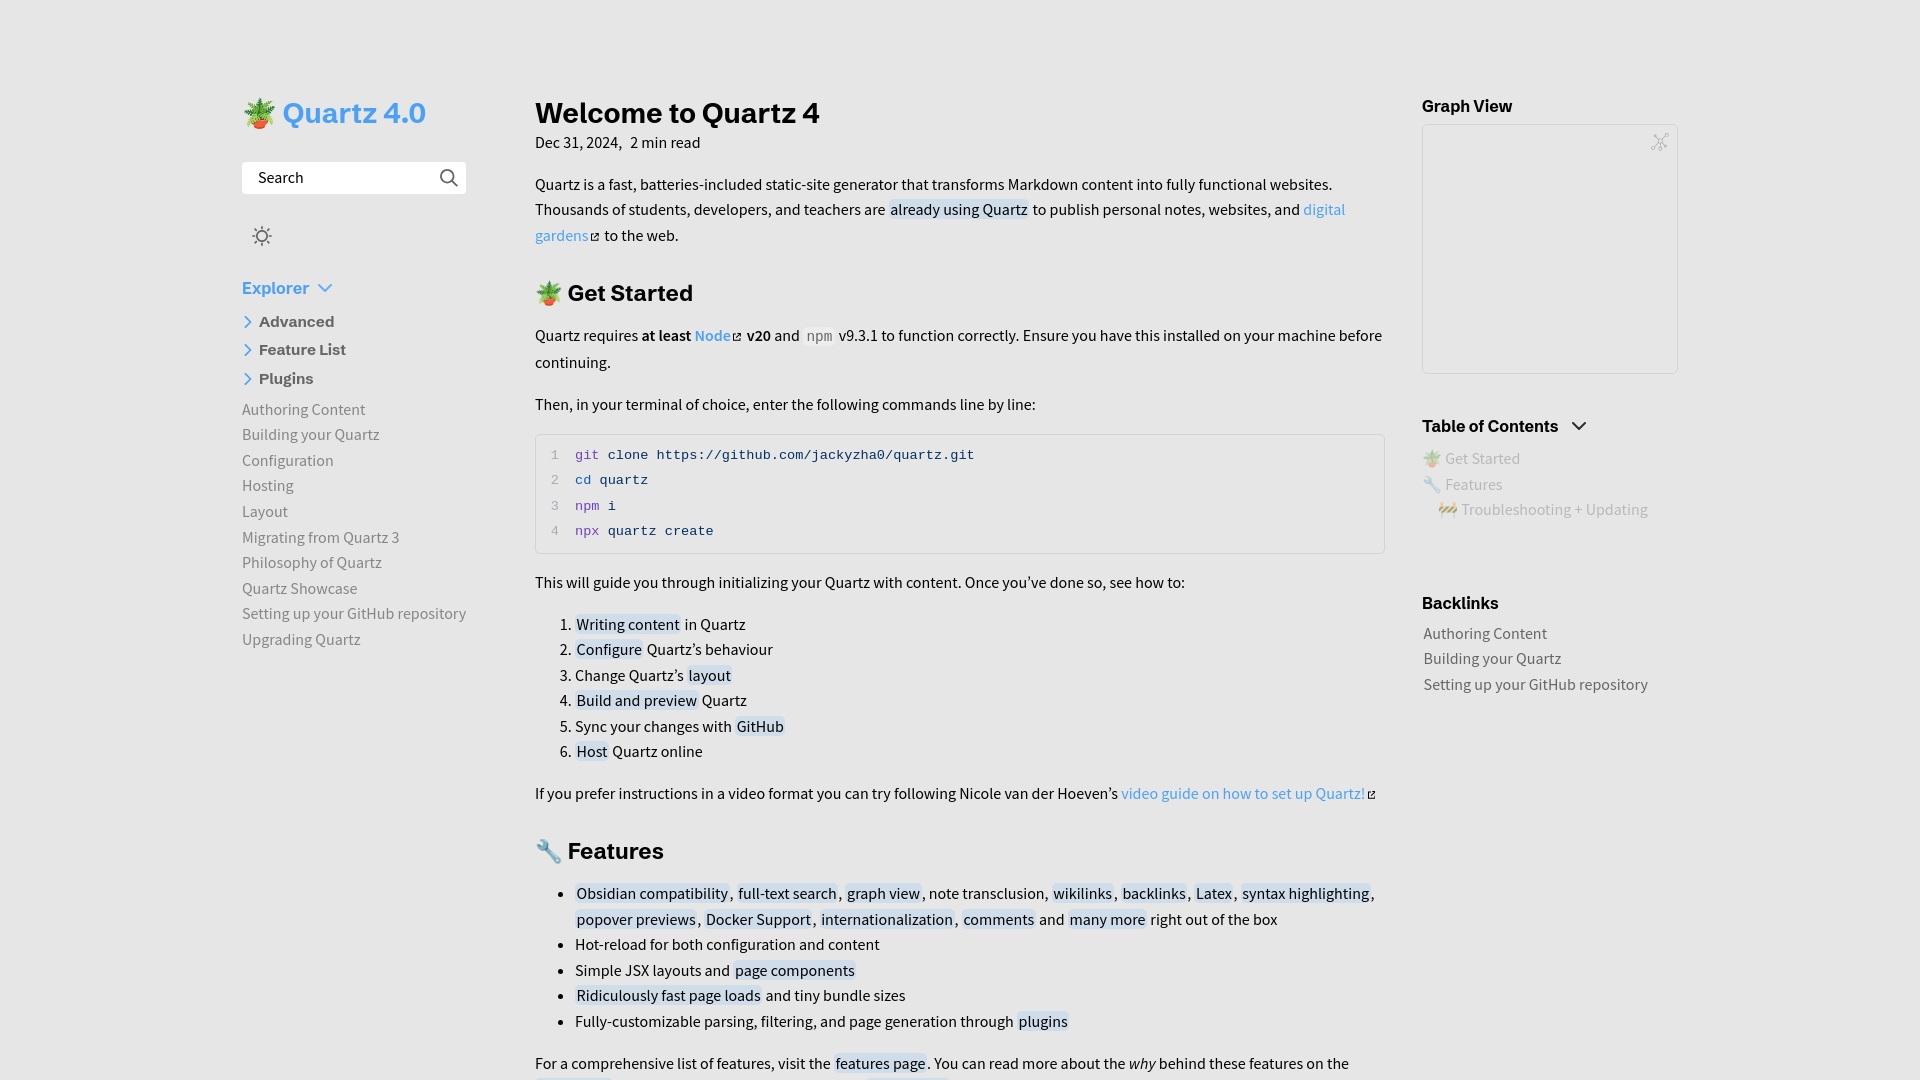 Quartz 4.0
Search
Explorer
Advanced
Feature List
Plugins
Authoring Content
Building your Quartz
Configuration
Hosting
Layout
Migrating from Quartz 3
Philosophy of Quartz
Quartz Showcase
Setting up your GitHub repository
Upgrading Quartz
Welcome to Quartz 4
Dec 31, 2024, 2 min read
Quartz is a fast, batteries-included static-site generator that transforms Markdown content into fully functional websites.
Thousands of students, developers, and teachers are already using Quartz to publish personal notes, websites, and digital
gardens to the web.
🪴 Get Started
Quartz requires at least Node v20 and npm v9.3.1 to function correctly. Ensure you have this installed on your machine before
continuing.
Then, in your terminal of choice, enter the following commands line by line:
1 git clone https://github.com/jackyzha0/quartz.git
2 cd quartz
3 npm i
4 npx quartz create
This will guide you through initializing your Quartz with content. Once you’ve done so, see how to:
1. Writing content in Quartz
2. Configure Quartz’s behaviour
3. Change Quartz’s layout
4. Build and preview Quartz
5. Sync your changes with GitHub
6. Host Quartz online
If you prefer instructions in a video format you can try following Nicole van der Hoeven’s video guide on how to set up Quartz!
🔧 Features
• Obsidian compatibility, full-text search, graph view, note transclusion, wikilinks, backlinks, Latex, syntax highlighting,
popover previews, Docker Support, internationalization, comments and many more right out of the box
• Hot-reload for both configuration and content
• Simple JSX layouts and page components
• Ridiculously fast page loads and tiny bundle sizes
• Fully-customizable parsing, filtering, and page generation through plugins
For a comprehensive list of features, visit the features page. You can read more about the why behind these features on the
Graph View
Table of Contents
🪴 Get Started
🔧 Features
🚧 Troubleshooting + Updating
Backlinks
Authoring Content
Building your Quartz
Setting up your GitHub repository